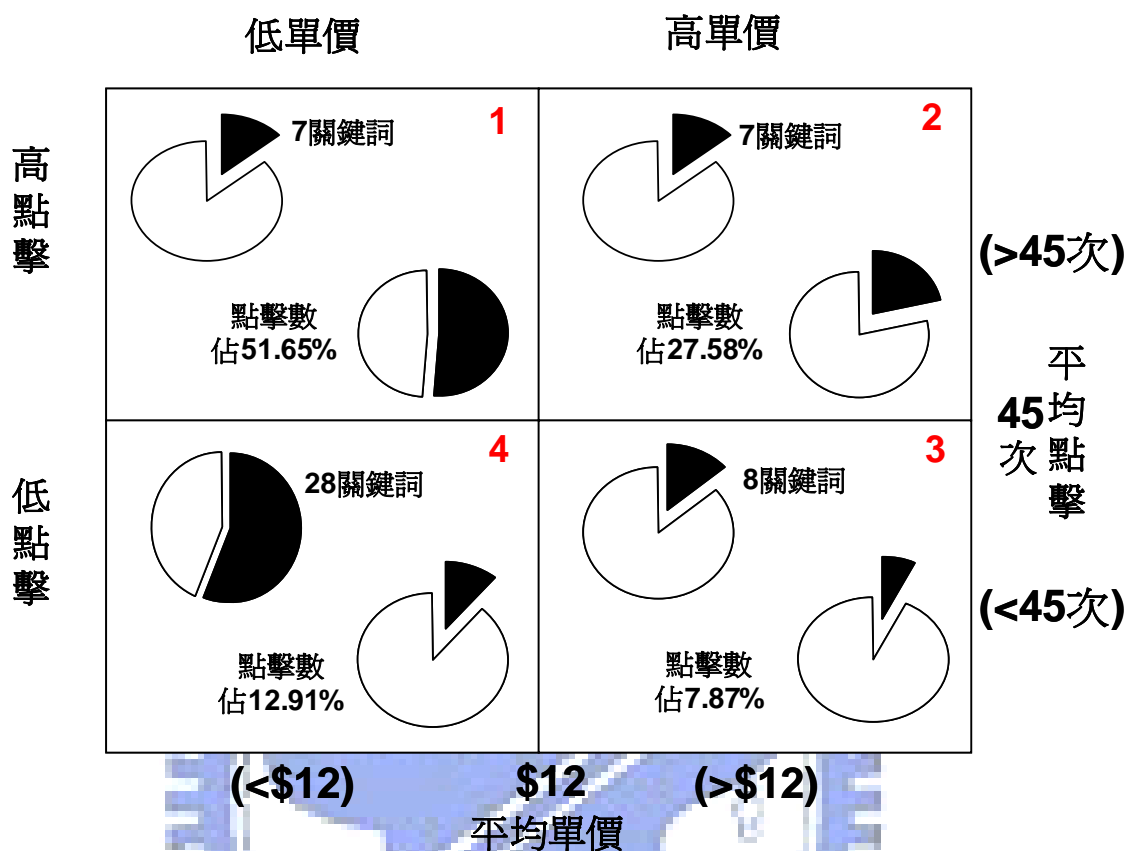 低單價
高單價
高點擊
7關鍵詞
1
點擊數
佔51.65%
7關鍵詞
2
點擊數
佔27.58%
(>45次)
平均點擊
45次
低點擊
28關鍵詞
4
點擊數
佔12.91%
8關鍵詞
3
點擊數
佔7.87%
(<45次)
(<$12)
$12
(>$12)
平均單價